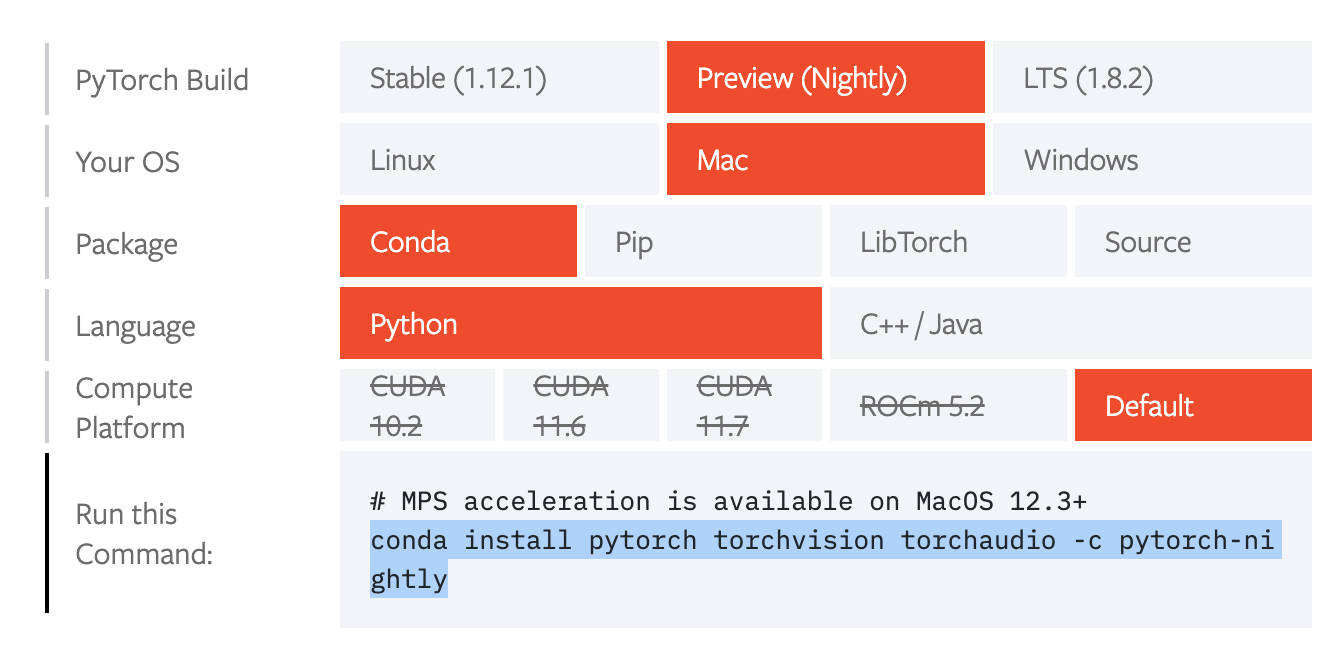 PyTorch Build
Stable (1.12.1)
Preview (Nightly)
LTS (1.8.2)
Your OS
Linux
Mac
Windows
Package
Conda
Pip
LibTorch
Source
Language
Python
C++ / Java
Compute
Platform
CUDA
10.2
CUDA
11.6
CUDA
11.7
ROCm 5.2
Default
Run this
Command:
# MPS acceleration is available on MacOS 12.3+
conda install pytorch torchvision torchaudio -c pytorch-ni
ghtly